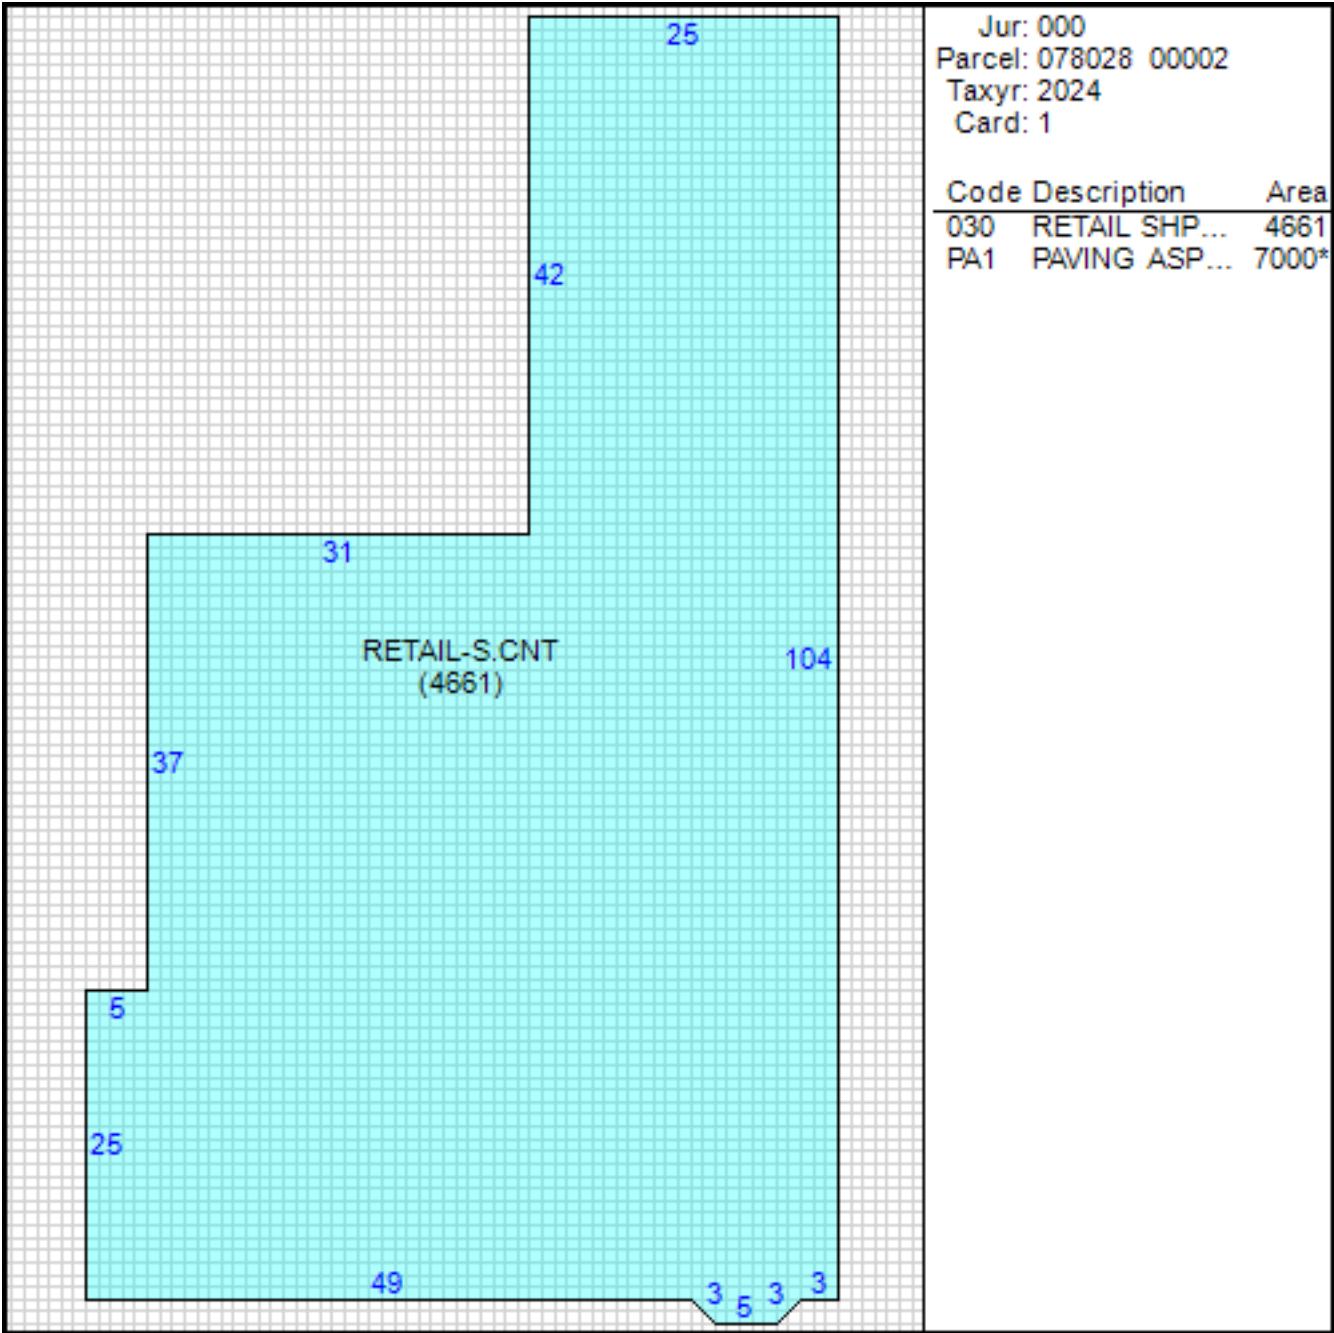 Jur: 000
Parcel: 078028 00002
Taxyr: 2024
Card: 1
Code Description Area
030 RETAIL SHP... 4661
PA1 PAVING ASP... 7000*
25
42
31
RETAIL-S.CNT
(4661)
104
37
5
25
49
3
5
3
3